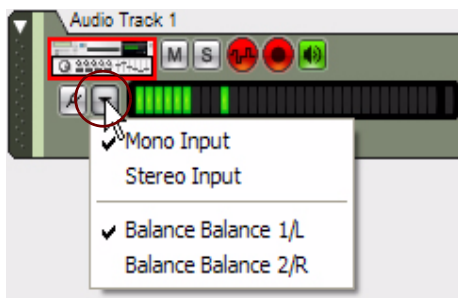 Audio Track 1
M S
Mono Input
Stereo Input
Balance Balance 1/L
Balance Balance 2/R